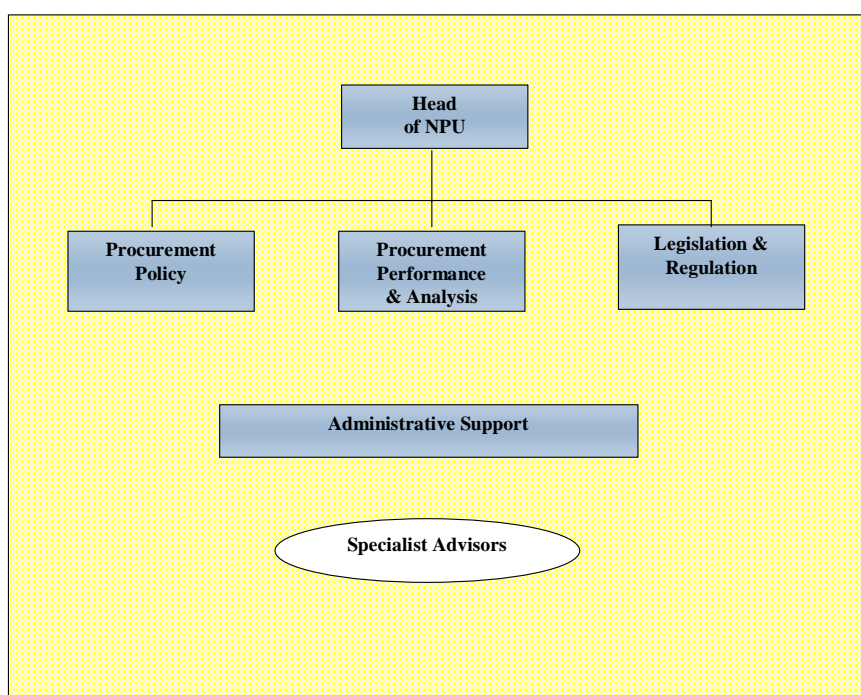 Head
of NPU
Procurement
Policy
Procurement
Performance
& Analysis
Legislation &
Regulation
Administrative Support
Specialist Advisors